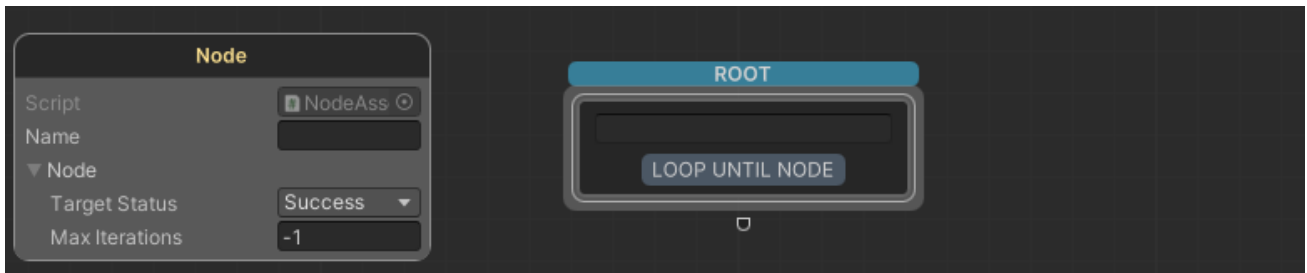 Node
Script NodeAss
Name
Node
Target Status Success
Max Iterations -1
ROOT
LOOP UNTIL NODE